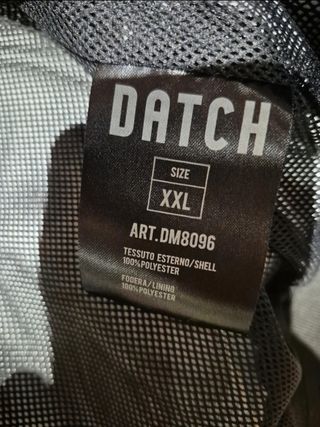 DATCH
SIZE
XXL
ART.DM8096
TESSUTO ESTERNO/SHELL
100%POLYESTER
FODERA/LINING
100%POLYESTER